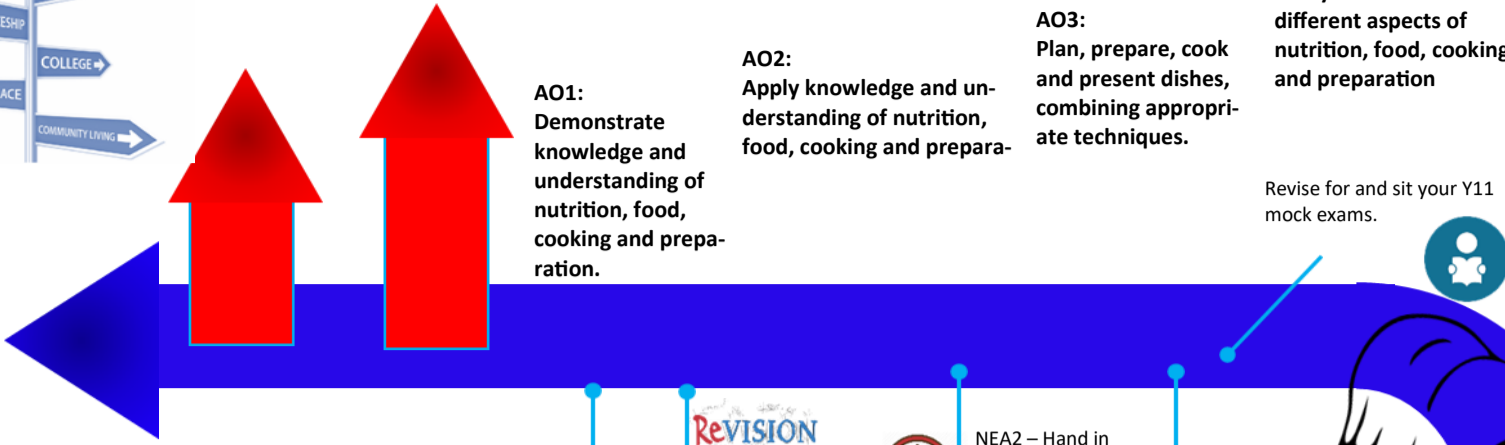 COLLEGE
COMMUNITY LIVING
AO1:
Demonstrate
knowledge and
understanding of
nutrition, food,
cooking and prepa-
ration.
AO2:
Apply knowledge and un-
derstanding of nutrition,
food, cooking and prepara-
AO3:
Plan, prepare, cook
and present dishes,
combining appropri-
ate techniques.
different aspects of
nutrition, food, cooking
and preparation
Revise for and sit your Y11
mock exams.
ReVISION
NEA2 – Hand in